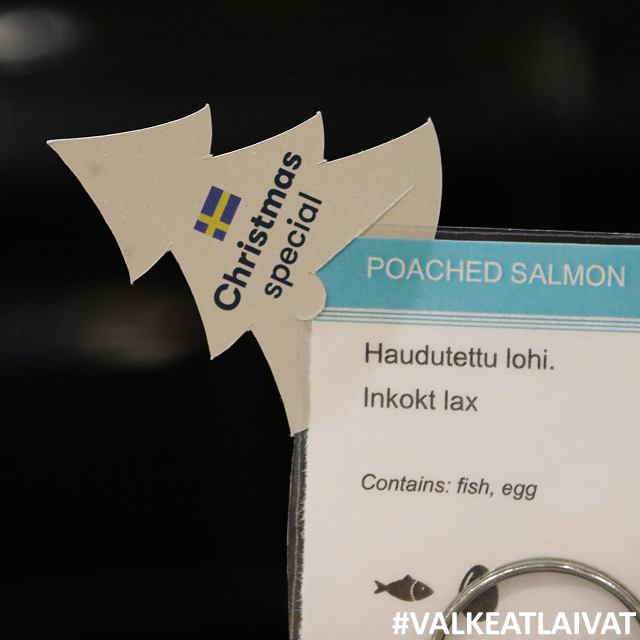 Christmas
special
POACHED SALMON
Haudutettu lohi.
Inkokt lax
Contains: fish, egg
#VALKEATLAIVAT